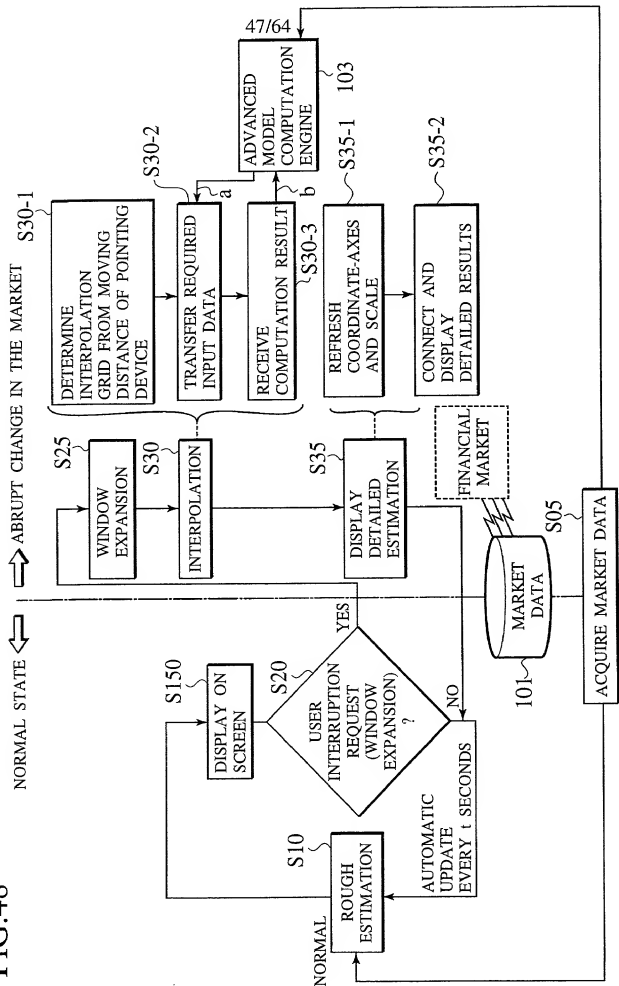 FIG.48
47/64
NORMAL STATE
ABRUPT CHANGE IN THE MARKET
NORMAL
S10
ROUGH
ESTIMATION
AUTOMATIC
UPDATE
EVERY t SECONDS
S150
DISPLAY ON
SCREEN
S20
USER
INTERRUPTION
REQUEST
(WINDOW
EXPANSION)
?
YES
NO
S25
WINDOW
EXPANSION
S30
INTERPOLATION
S35
DISPLAY
DETAILED
ESTIMATION
S30-1
DETERMINE
INTERPOLATION
GRID FROM MOVING
DISTANCE OF POINTING
DEVICE
S30-2
TRANSFER REQUIRED
INPUT DATA
RECEIVE
COMPUTATION RESULT
S30-3
a
b
ADVANCED
MODEL
COMPUTATION
ENGINE
103
S35-1
REFRESH
COORDINATE-AXES
AND SCALE
S35-2
CONNECT AND
DISPLAY
DETAILED RESULTS
FINANCIAL
MARKET
MARKET
DATA
101
S05
ACQUIRE MARKET DATA